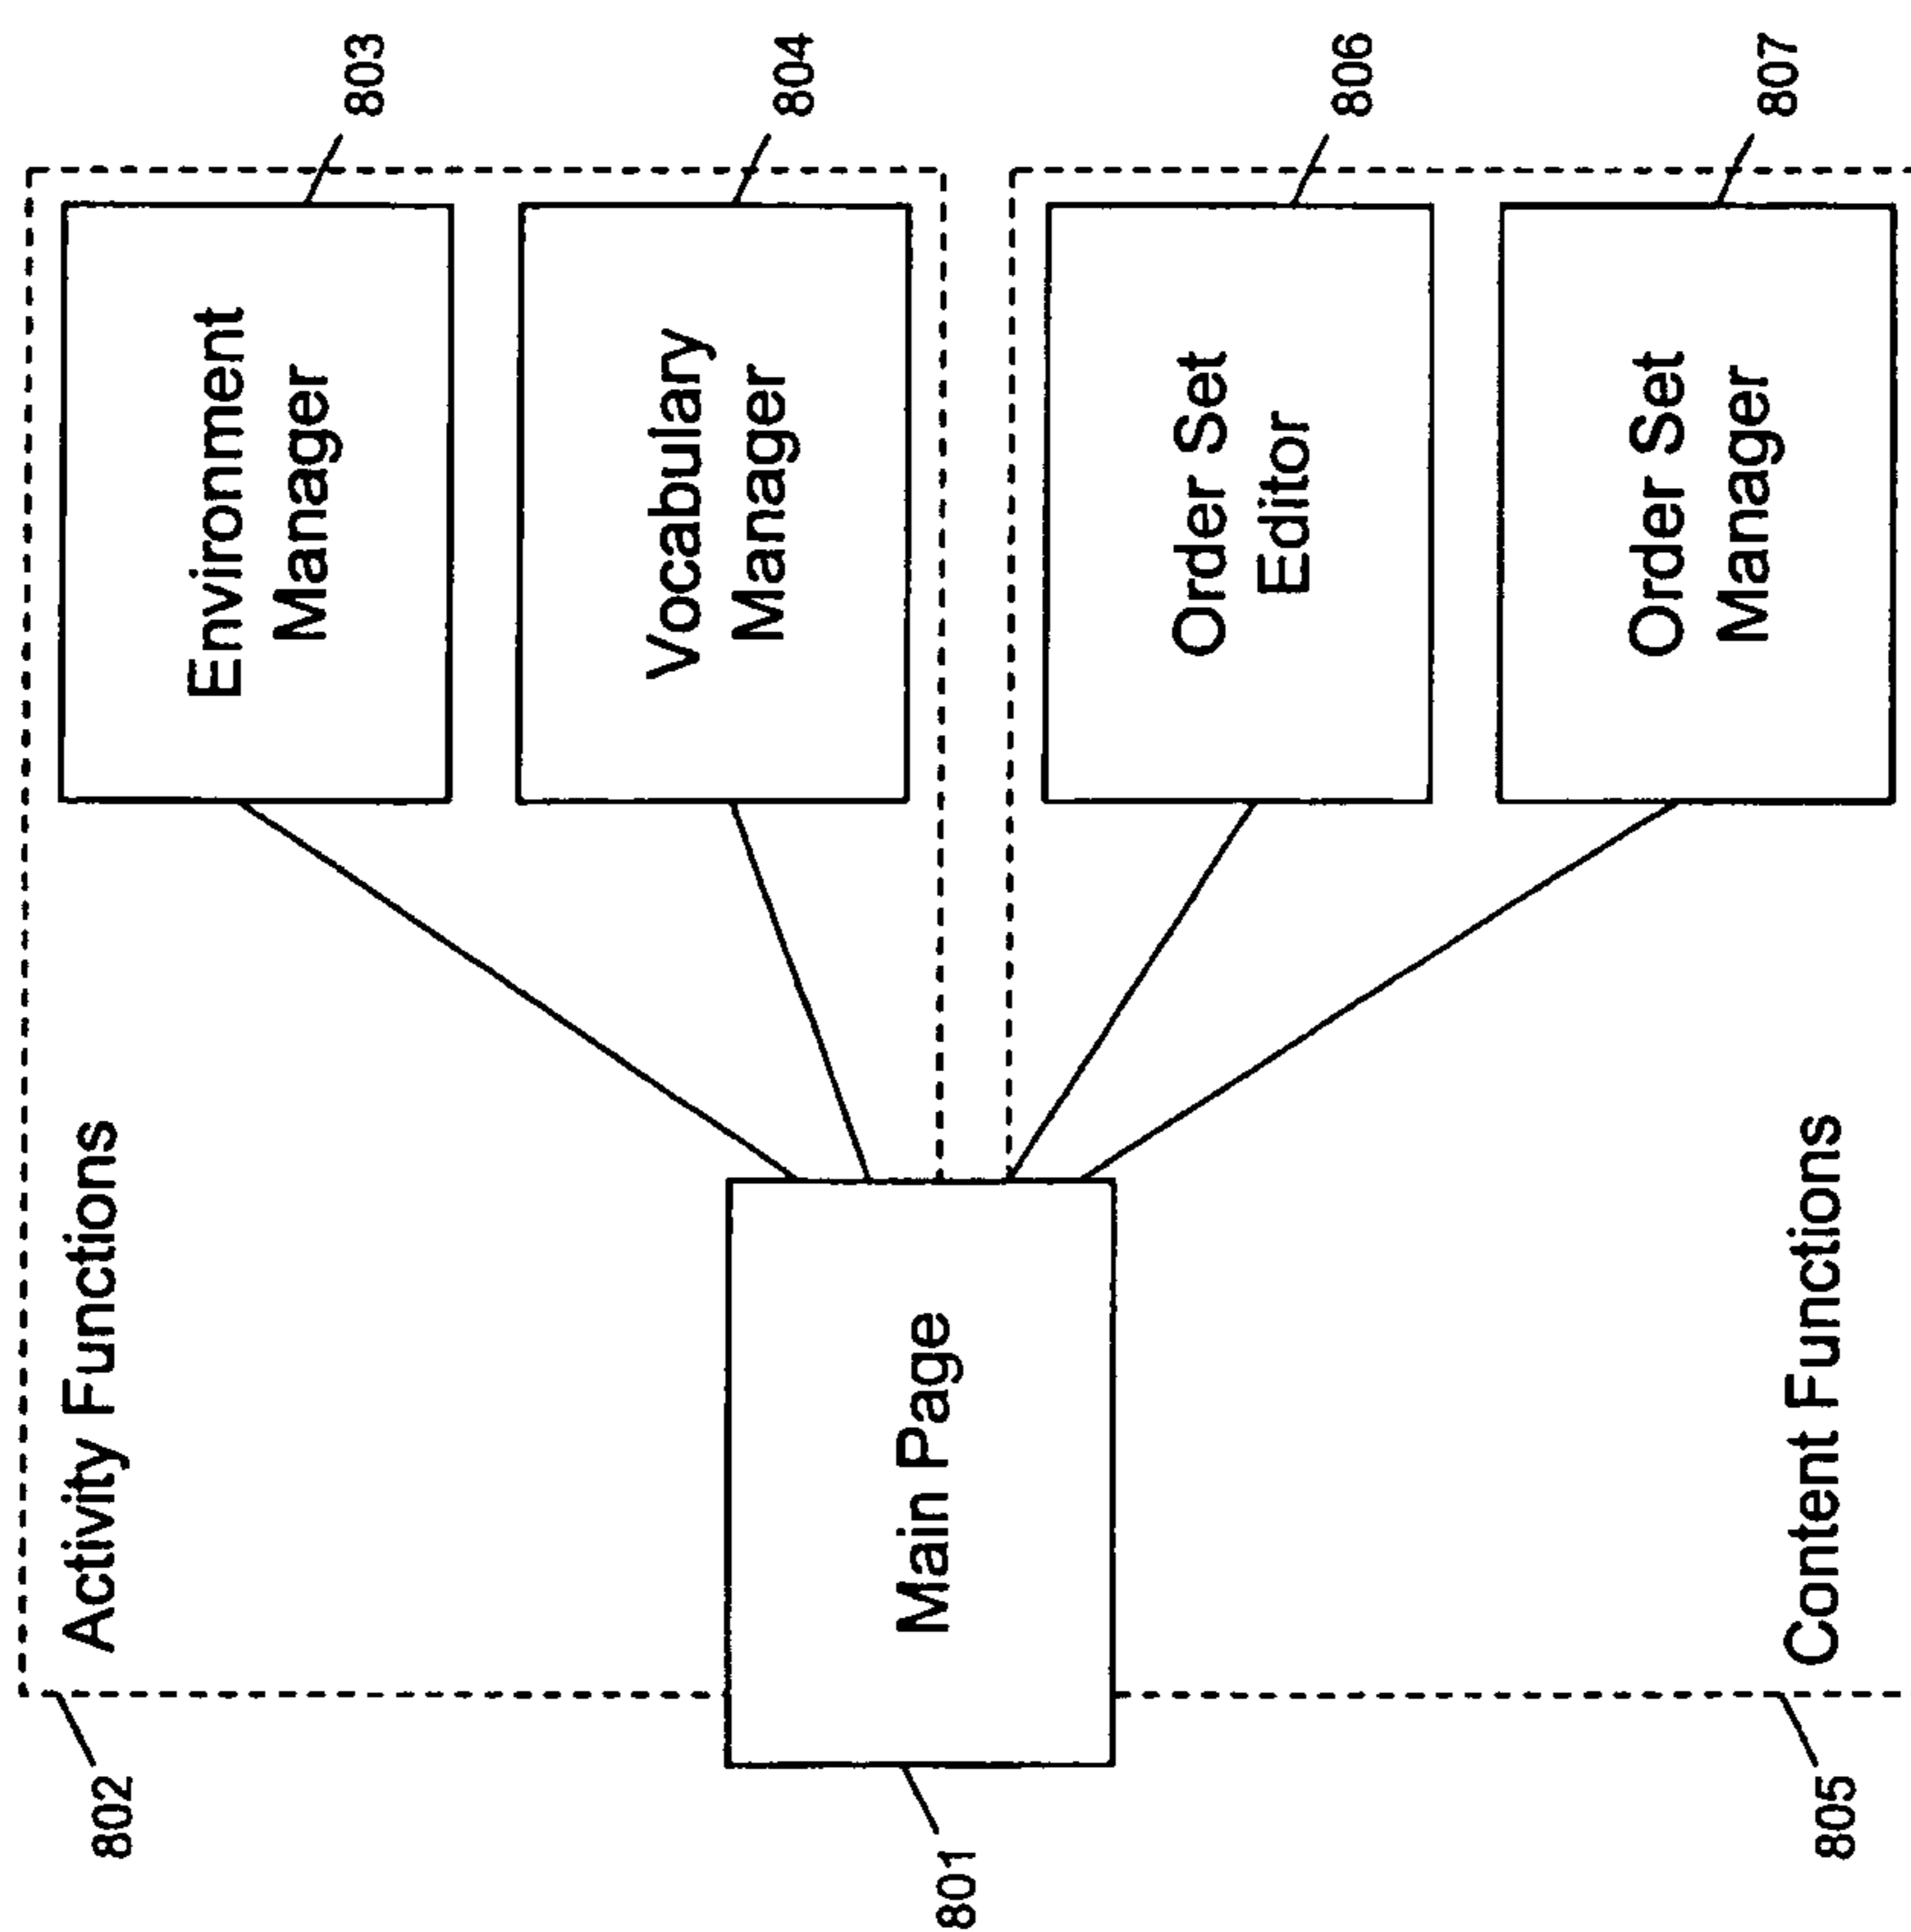 802
Activity Functions
Environment
Manager
803
Vocabulary
Manager
804
801
Main Page
Order Set
Editor
806
Order Set
Manager
807
805
Content Functions